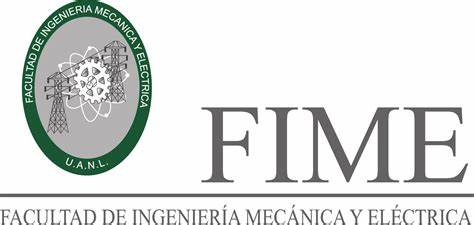 FACULTAD DE INGENIERIA MECANICA Y ELECTRICA
U.A.N.L.
FIME
FACULTAD DE INGENIERÍA MECÁNICA Y ELÉCTRICA